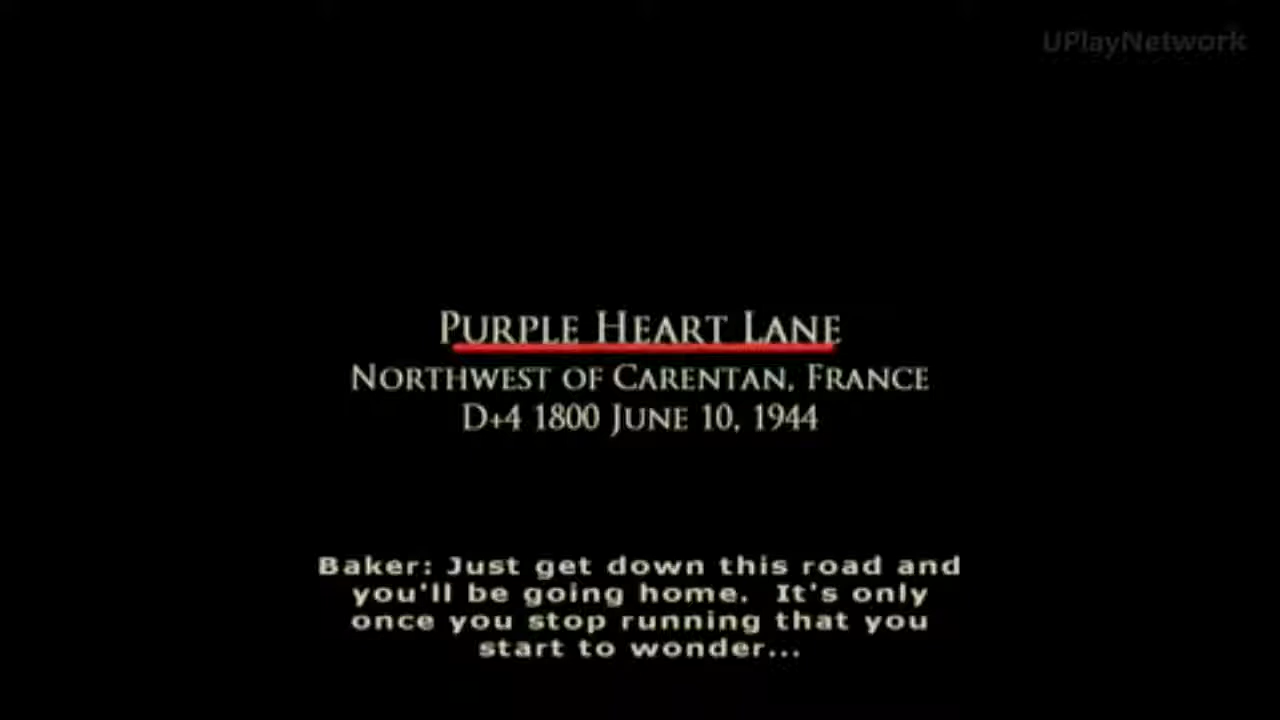 UPlayNetwork
Purple Heart Lane
Northwest of Carentan, France
D+4 1800 June 10, 1944
Baker: Just get down this road and
you'll be going home.  It's only
once you stop running that you
start to wonder...